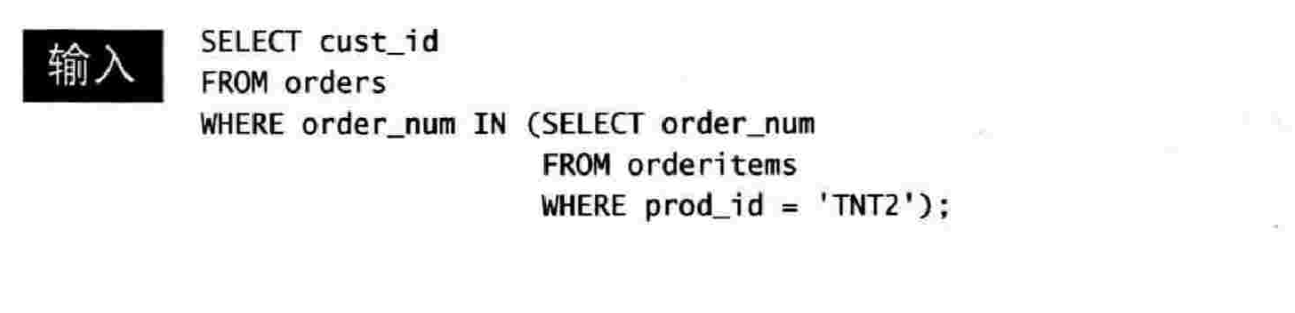 输入
SELECT cust_id
FROM orders
WHERE order_num IN (SELECT order_num
FROM orderitems
WHERE prod_id = 'TNT2');